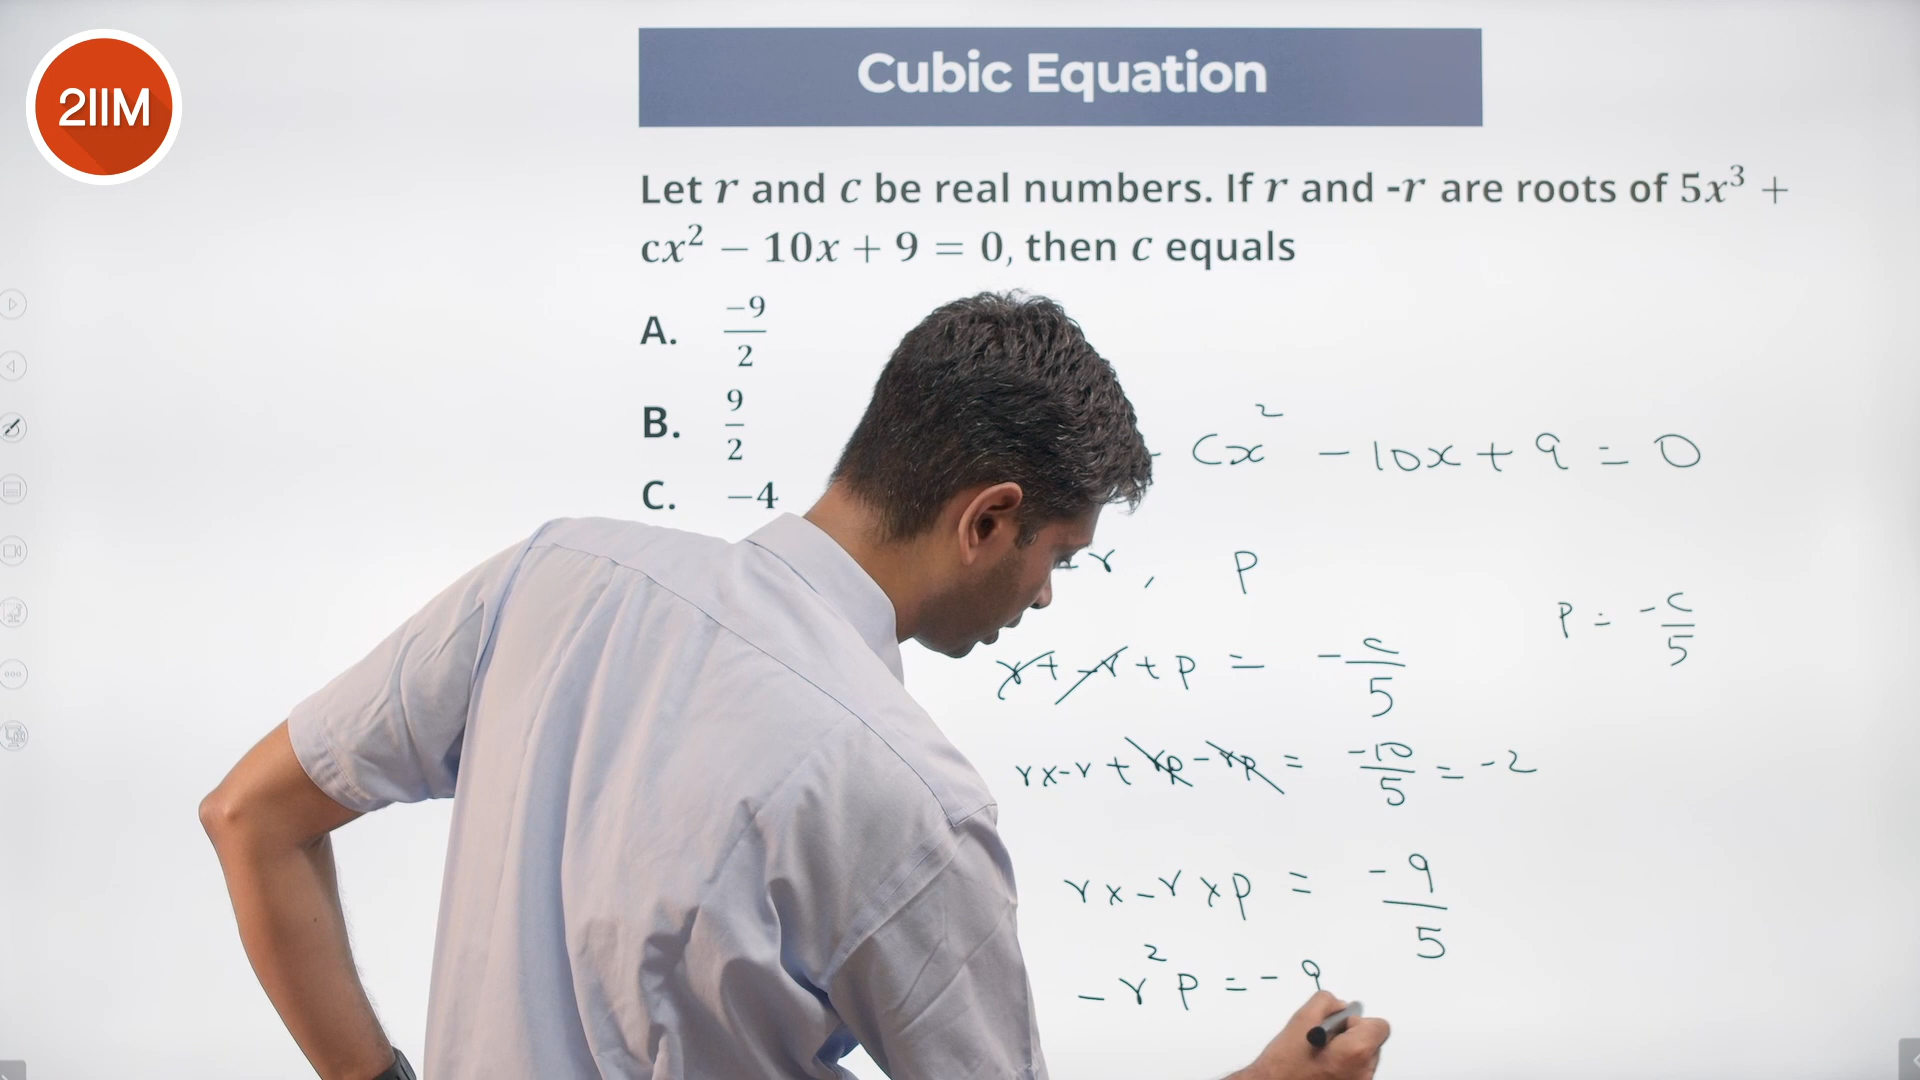 2IIM
Cubic Equation
Let r and c be real numbers. If r and -r are roots of 5x³ +
cx² − 10x + 9 = 0, then c equals
A. −9/2
B. 9/2
C. −4
cx² − 10x + 9 = 0
-r , P
P = -c/5
r + -r + P = -c/5
r x -r + rp - rp = -10/5 = -2
r x -r x p = -9/5
- r² p = - 9